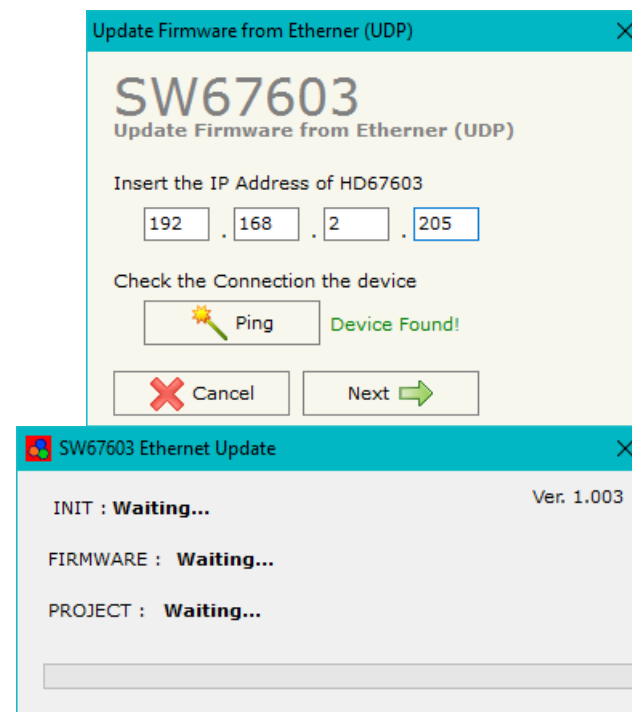 Update Firmware from Etherner (UDP)
SW67603
Update Firmware from Etherner (UDP)
Insert the IP Address of HD67603
192 . 168 . 2 . 205
Check the Connection the device
Ping Device Found!
Cancel Next
SW67603 Ethernet Update
INIT : Waiting... Ver. 1.003
FIRMWARE : Waiting...
PROJECT : Waiting...